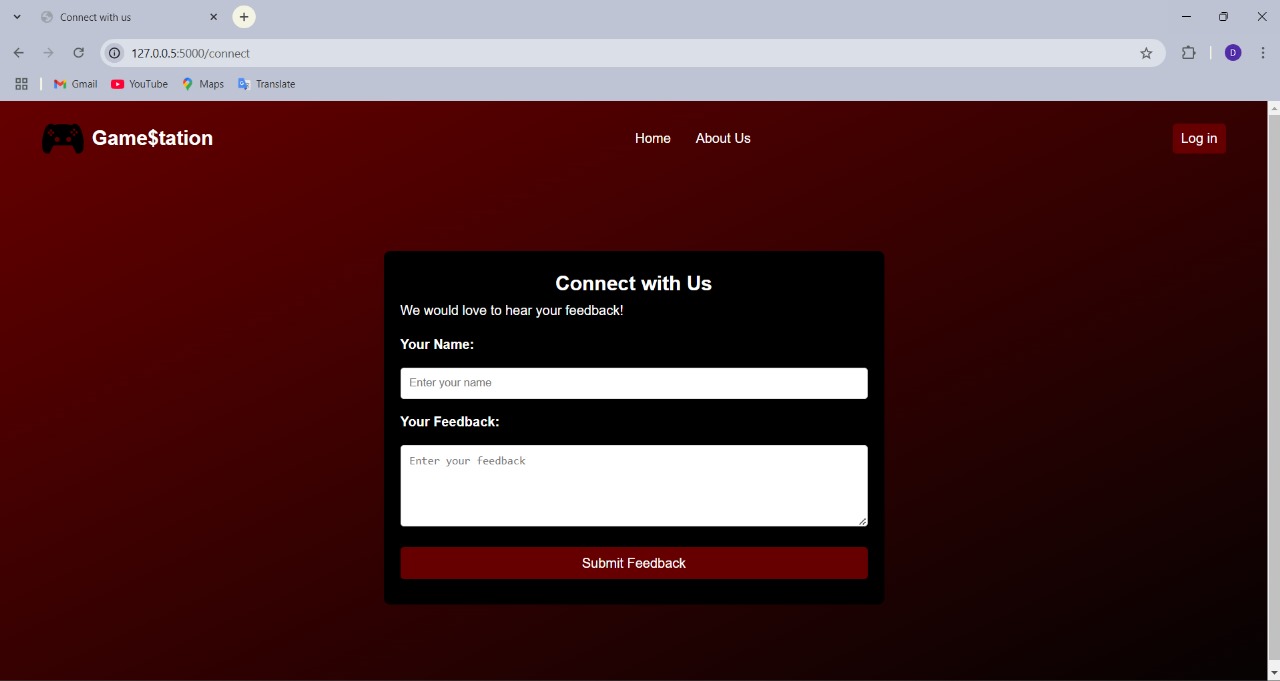 Connect with us
127.0.0.5:5000/connect
D
Gmail
YouTube
Maps
Translate
Game$tation
Home
About Us
Log in
Connect with Us
We would love to hear your feedback!
Your Name:
Enter your name
Your Feedback:
Enter your feedback
Submit Feedback